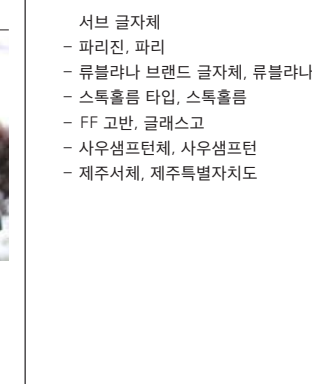 서브 글자체
– 파리진, 파리
– 류블랴나 브랜드 글자체, 류블랴나
– 스톡홀름 타입, 스톡홀름
– FF 고반, 글래스고
– 사우샘프턴체, 사우샘프턴
– 제주서체, 제주특별자치도